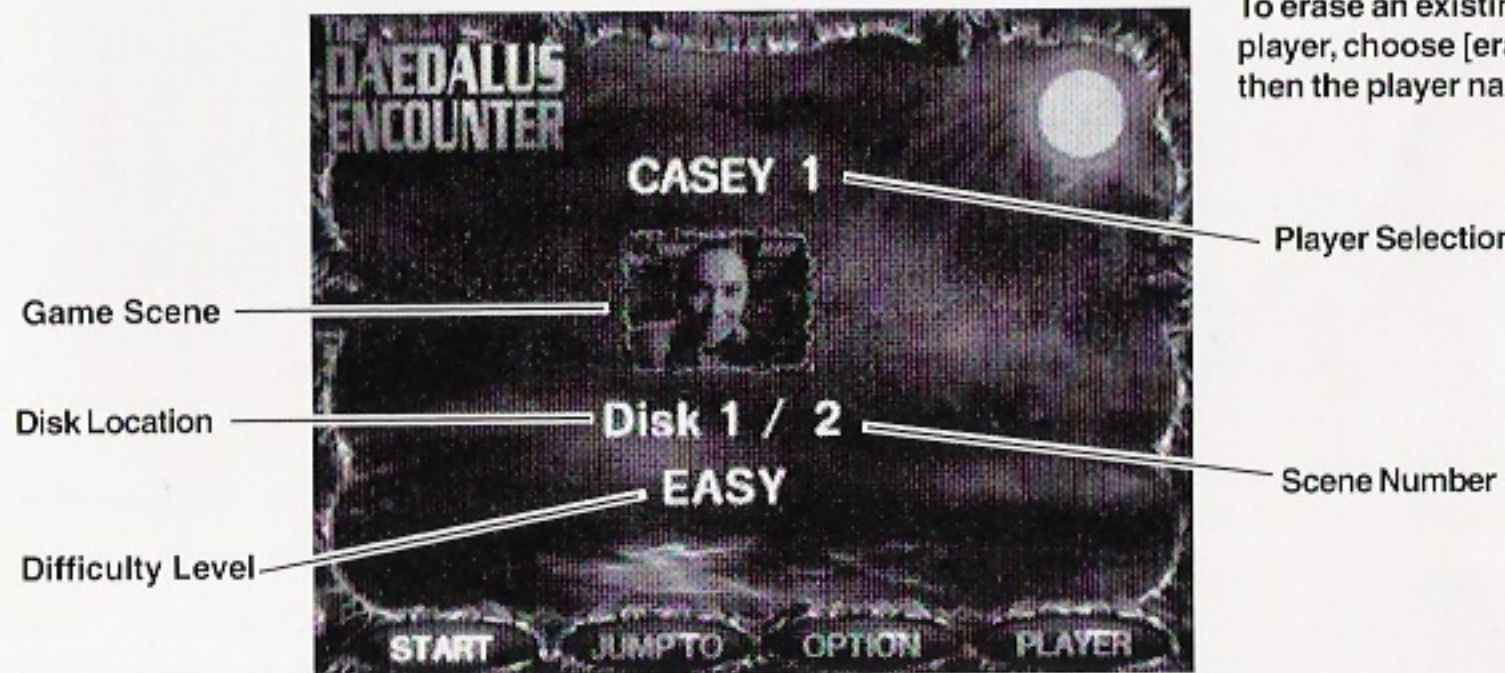 To erase an existin
player, choose [era
then the player na
The
DAEDALUS
ENCOUNTER
CASEY 1
Player Selection
Game Scene
Disk Location
Disk 1 / 2
Scene Number
EASY
Difficulty Level
START
JUMPTO
OPTION
PLAYER